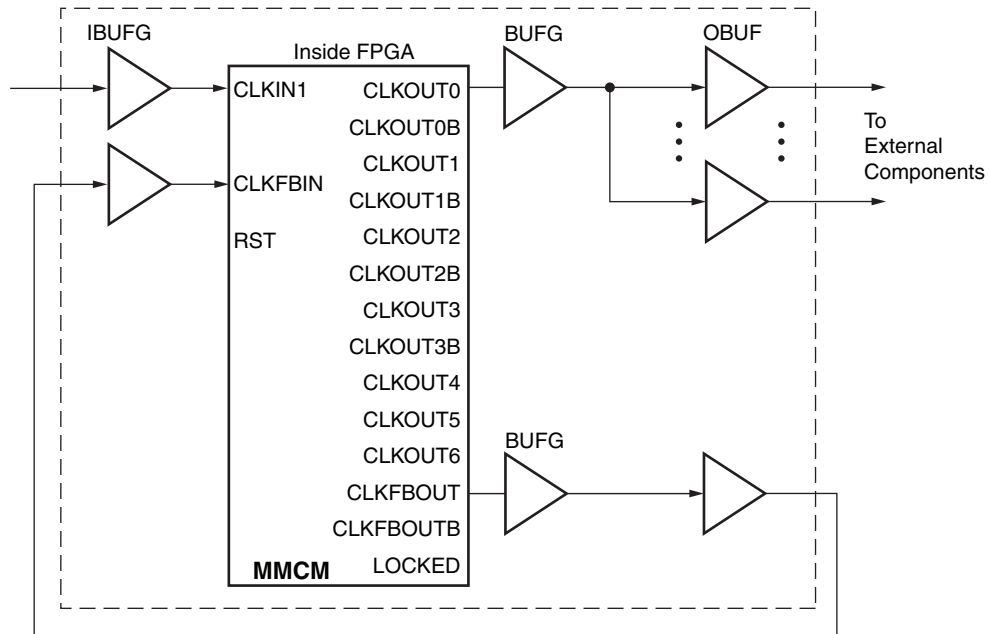 IBUFG
Inside FPGA
BUFG
OBUF
CLKIN1
CLKFBIN
RST
CLKOUT0
CLKOUT0B
CLKOUT1
CLKOUT1B
CLKOUT2
CLKOUT2B
CLKOUT3
CLKOUT3B
CLKOUT4
CLKOUT5
CLKOUT6
CLKFBOUT
CLKFBOUTB
LOCKED
MMCM
BUFG
To
External
Components